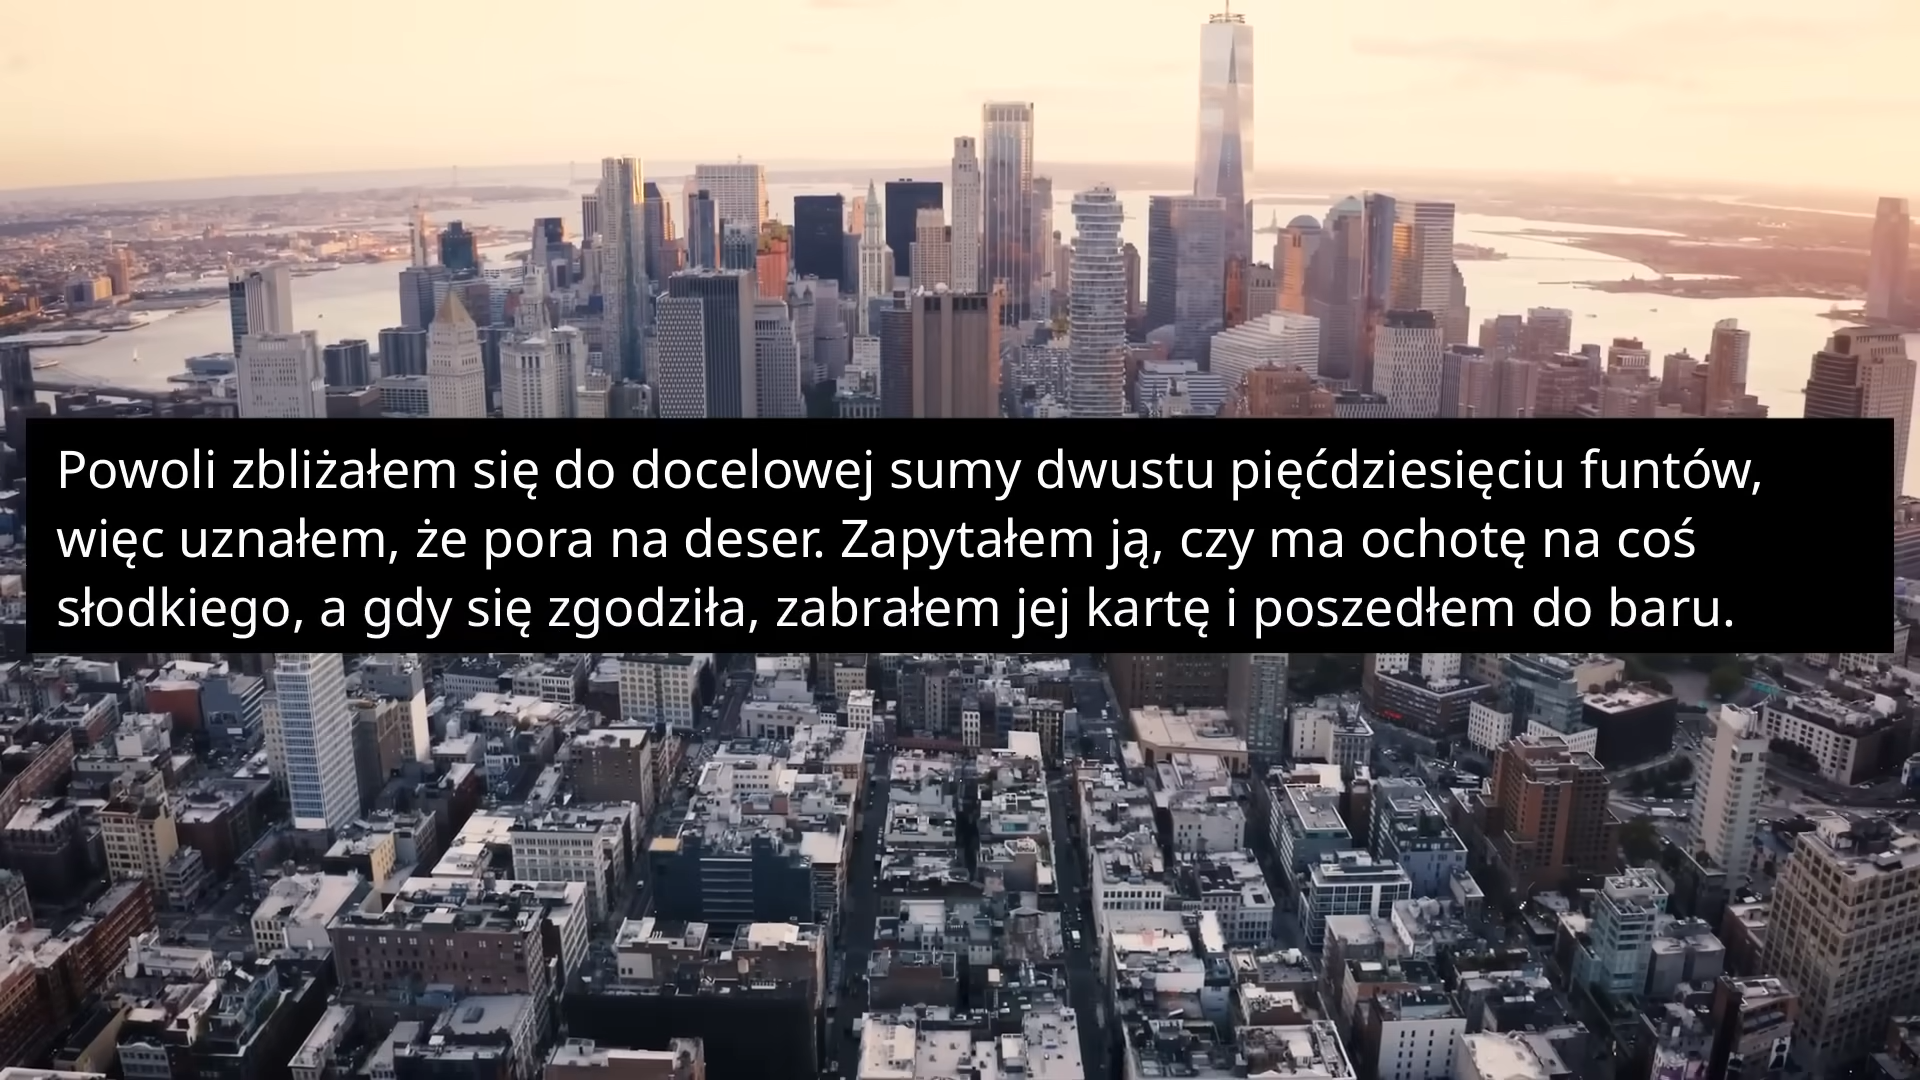 Powoli zbliżałem się do docelowej sumy dwustu pięćdziesięciu funtów,
więc uznałem, że pora na deser. Zapytałem ją, czy ma ochotę na coś
słodkiego, a gdy się zgodziła, zabrałem jej kartę i poszedłem do baru.